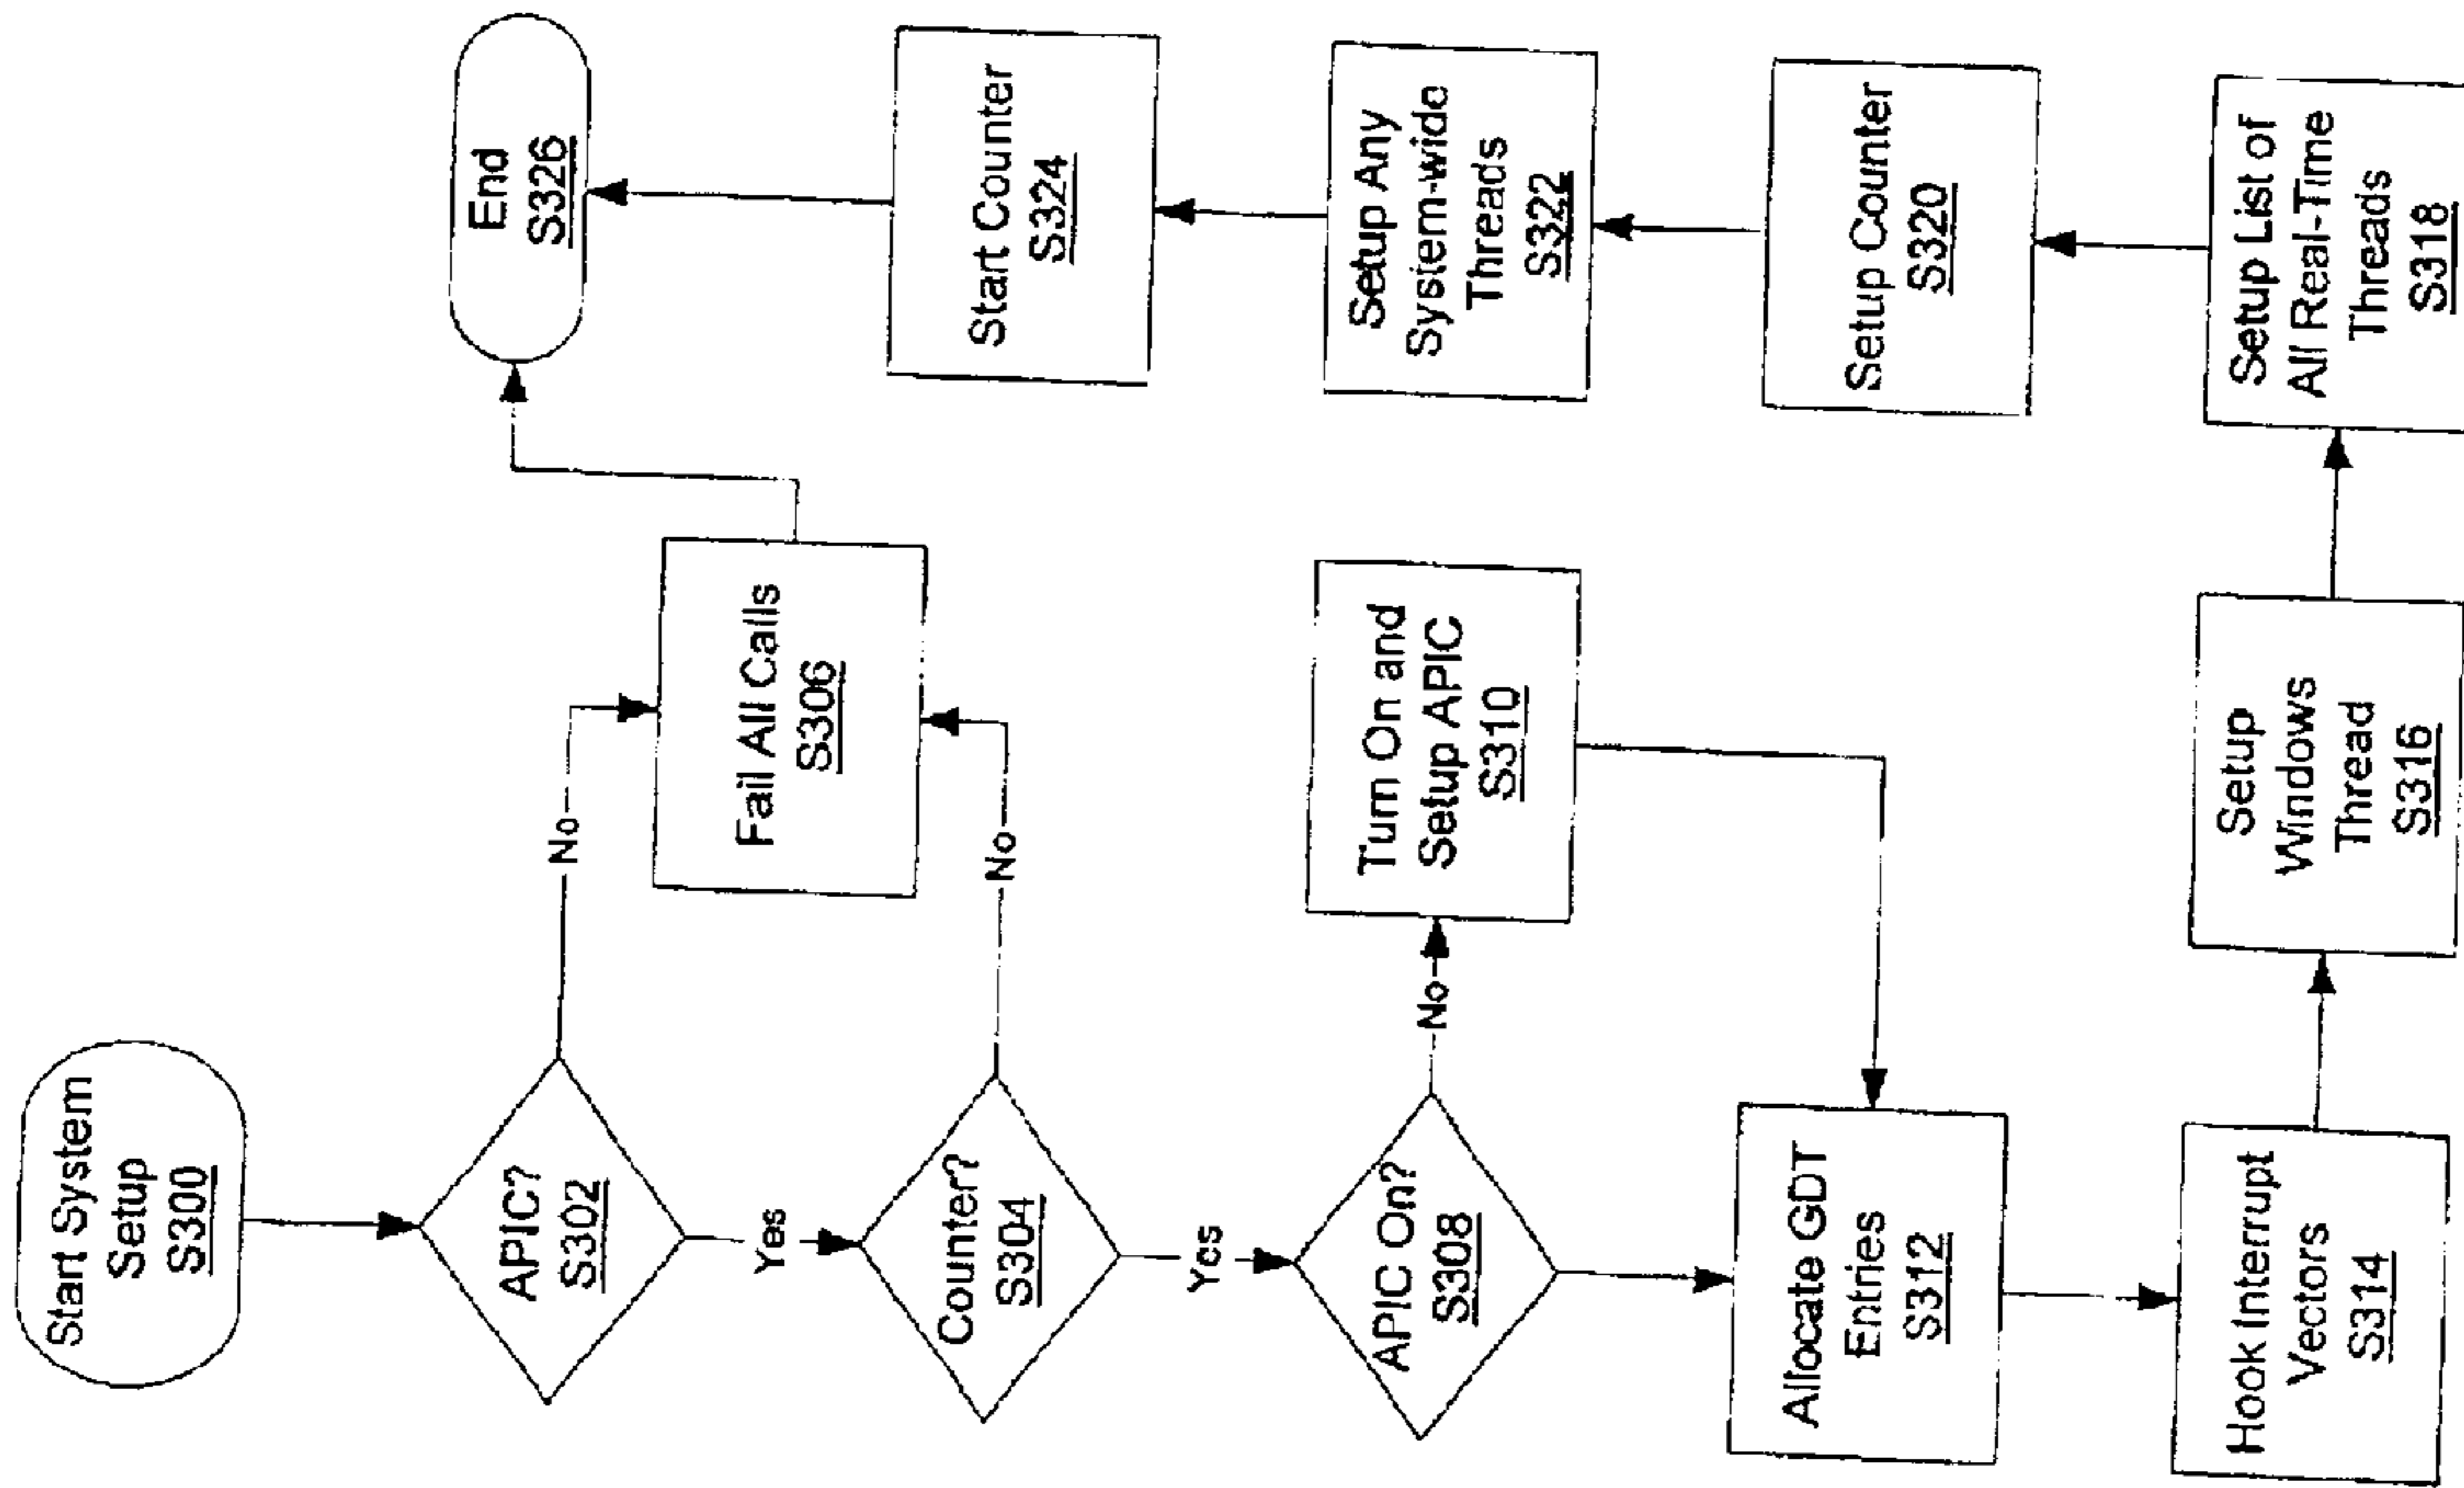 Start System
Setup
S300
APIC?
S302
Yes
No
Counter?
S304
Yes
No
Fail All Calls
S306
APIC On?
S308
No
Turn On and
Setup APIC
S310
Allocate GDT
Entries
S312
Hook Interrupt
Vectors
S314
Setup
Windows
Thread
S316
Setup List of
All Real-Time
Threads
S318
Setup Counter
S320
Setup Any
System-wide
Threads
S322
Start Counter
S324
End
S326